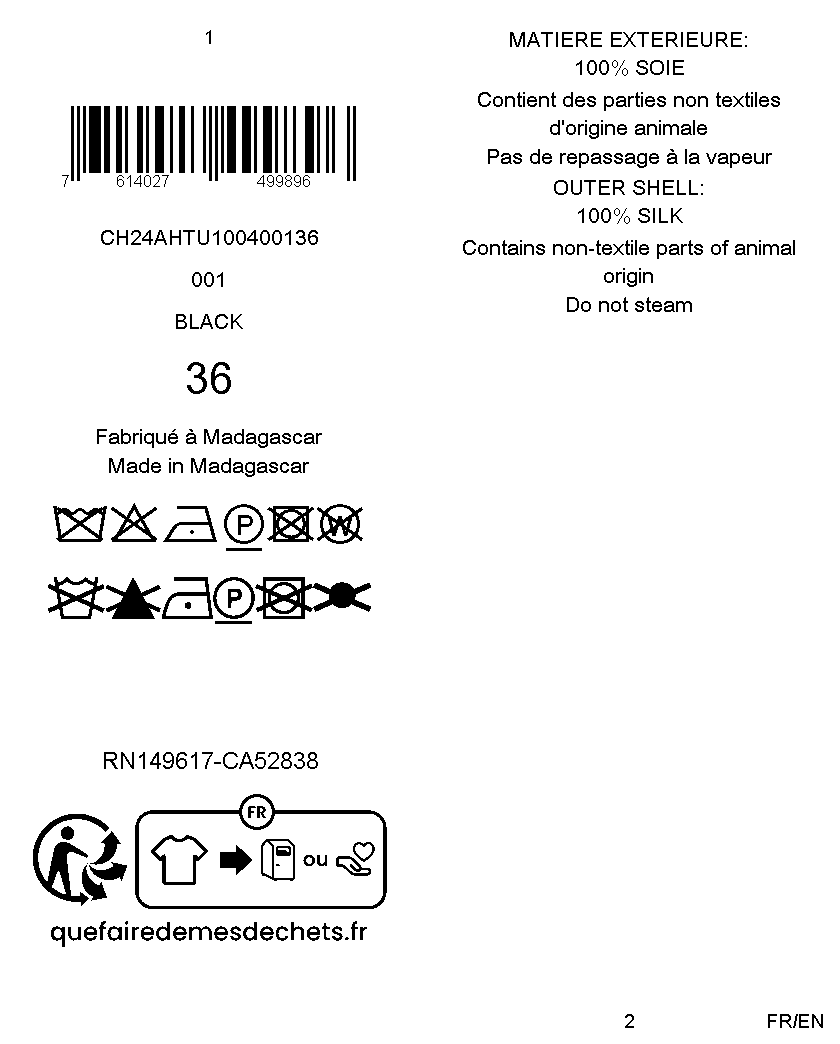 1
7 614027 499896
CH24AHTU100400136
001
BLACK
36
Fabriqué à Madagascar
Made in Madagascar
P W
P
RN149617-CA52838
FR
ou
quefairedemesdechets.fr
MATIERE EXTERIEURE:
100% SOIE
Contient des parties non textiles
d'origine animale
Pas de repassage à la vapeur
OUTER SHELL:
100% SILK
Contains non-textile parts of animal
origin
Do not steam
2 FR/EN